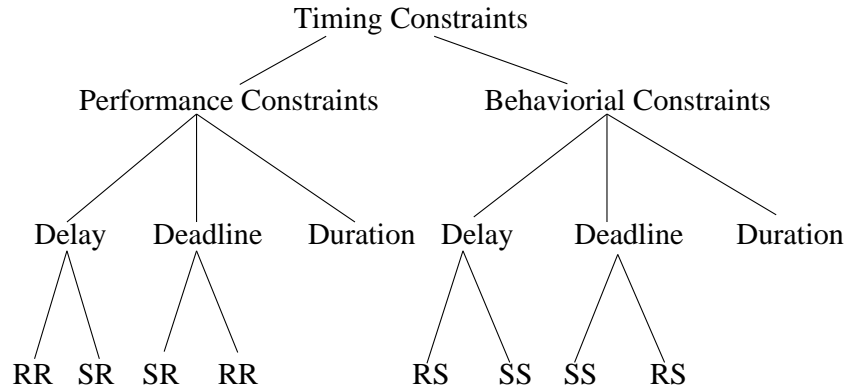 Timing Constraints
Performance Constraints Behaviorial Constraints
Delay Deadline Duration Delay Deadline Duration
RR SR SR RR RS SS SS RS